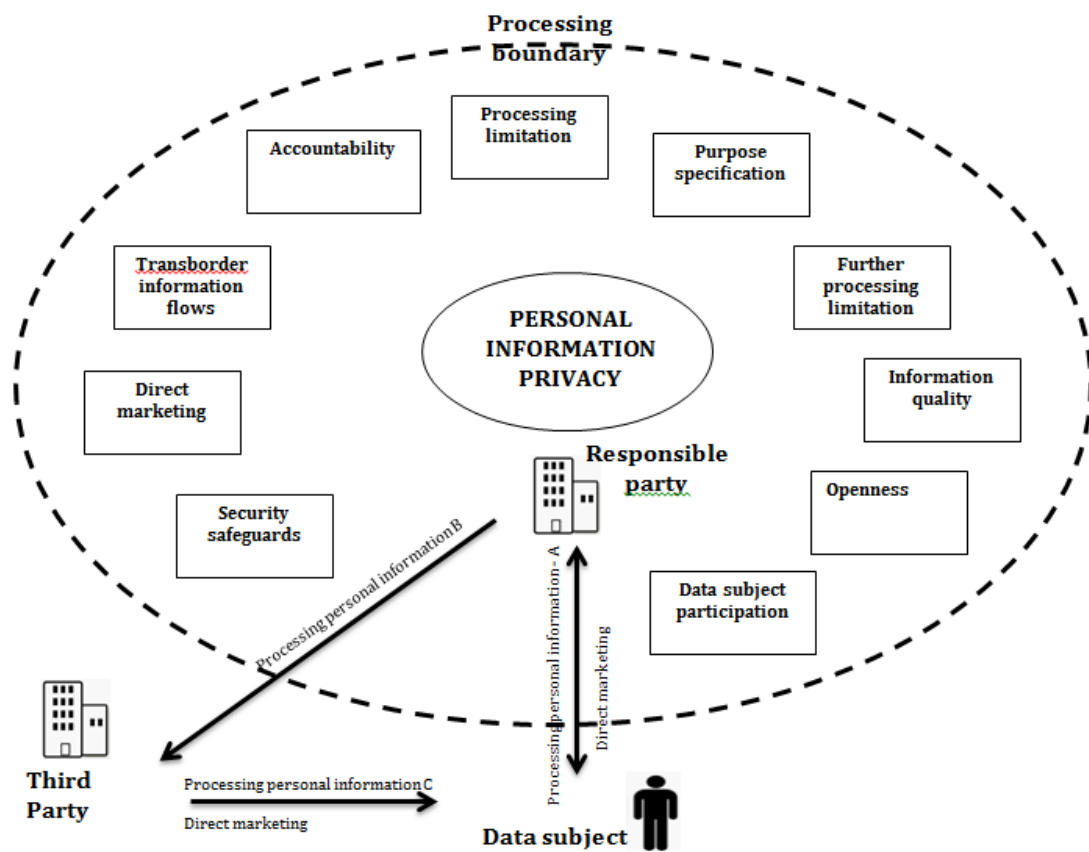 Processing
boundary
Processing
limitation
Accountability
Purpose
specification
Transborder
information
flows
Further
processing
limitation
PERSONAL
INFORMATION
PRIVACY
Direct
marketing
Information
quality
Responsible
party
Security
safeguards
Openness
Processing personal information B
Processing personal information- A
Direct marketing
Data subject
participation
Third
Party
Processing personal information C
Direct marketing
Data subject